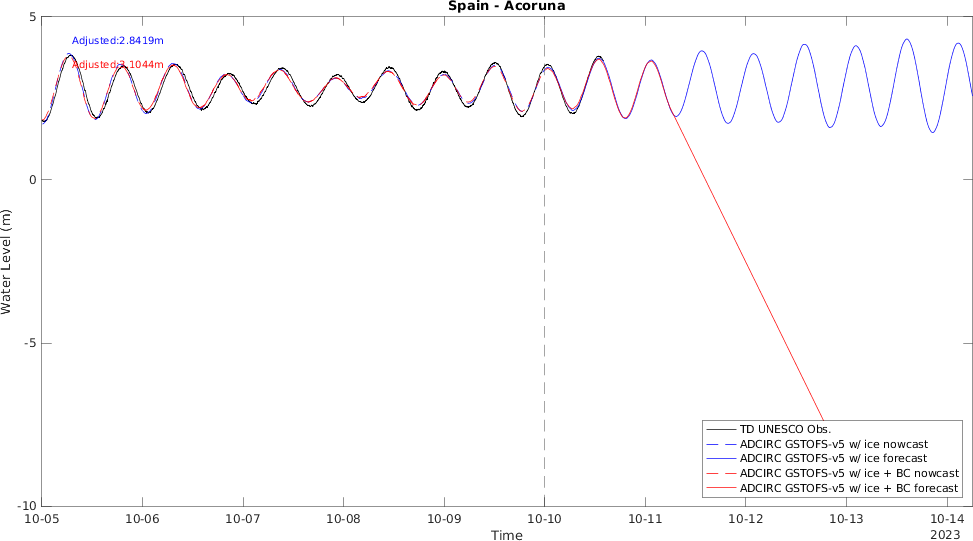 Spain - Acoruna
Adjusted:2.8419m
Adjusted:3.1044m
5
0
-5
-10
Water Level (m)
10-05 10-06 10-07 10-08 10-09 10-10 10-11 10-12 10-13 10-14
2023
Time
TD UNESCO Obs.
ADCIRC GSTOFS-v5 w/ ice nowcast
ADCIRC GSTOFS-v5 w/ ice forecast
ADCIRC GSTOFS-v5 w/ ice + BC nowcast
ADCIRC GSTOFS-v5 w/ ice + BC forecast